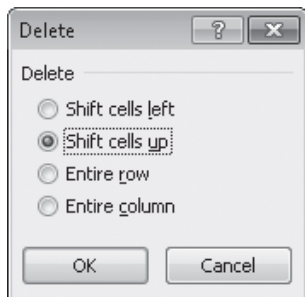 Delete
Delete
Shift cells left
Shift cells up
Entire row
Entire column
OK Cancel